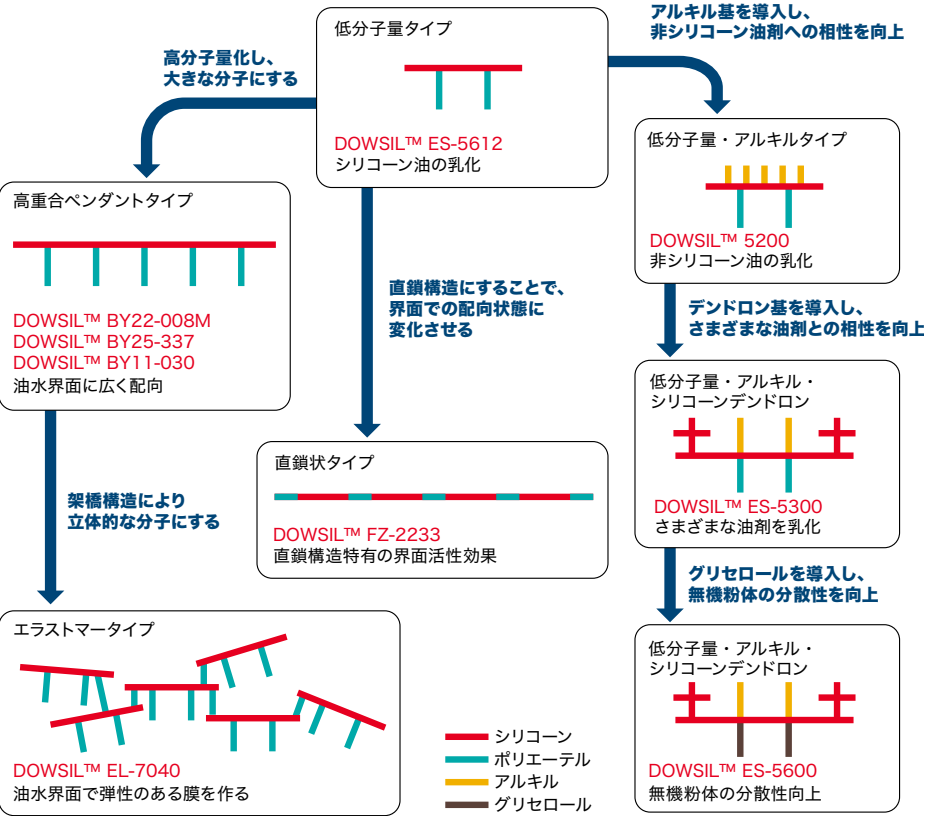 低分子量タイプ
DOWSIL™ ES-5612
シリコーン油の乳化
高分子量化し、
大きな分子にする
アルキル基を導入し、
非シリコーン油剤への相性を向上
高重合ペンダントタイプ
DOWSIL™ BY22-008M
DOWSIL™ BY25-337
DOWSIL™ BY11-030
油水界面に広く配向
直鎖構造にすることで、
界面での配向状態に
変化させる
低分子量・アルキルタイプ
DOWSIL™ 5200
非シリコーン油の乳化
デンドロン基を導入し、
さまざまな油剤との相性を向上
低分子量・アルキル・
シリコーンデンドロン
DOWSIL™ ES-5300
さまざまな油剤を乳化
直鎖状タイプ
DOWSIL™ FZ-2233
直鎖構造特有の界面活性効果
架橋構造により
立体的な分子にする
グリセロールを導入し、
無機粉体の分散性を向上
エラストマータイプ
DOWSIL™ EL-7040
油水界面で弾性のある膜を作る
シリコーン
ポリエーテル
アルキル
グリセロール
低分子量・アルキル・
シリコーンデンドロン
DOWSIL™ ES-5600
無機粉体の分散性向上